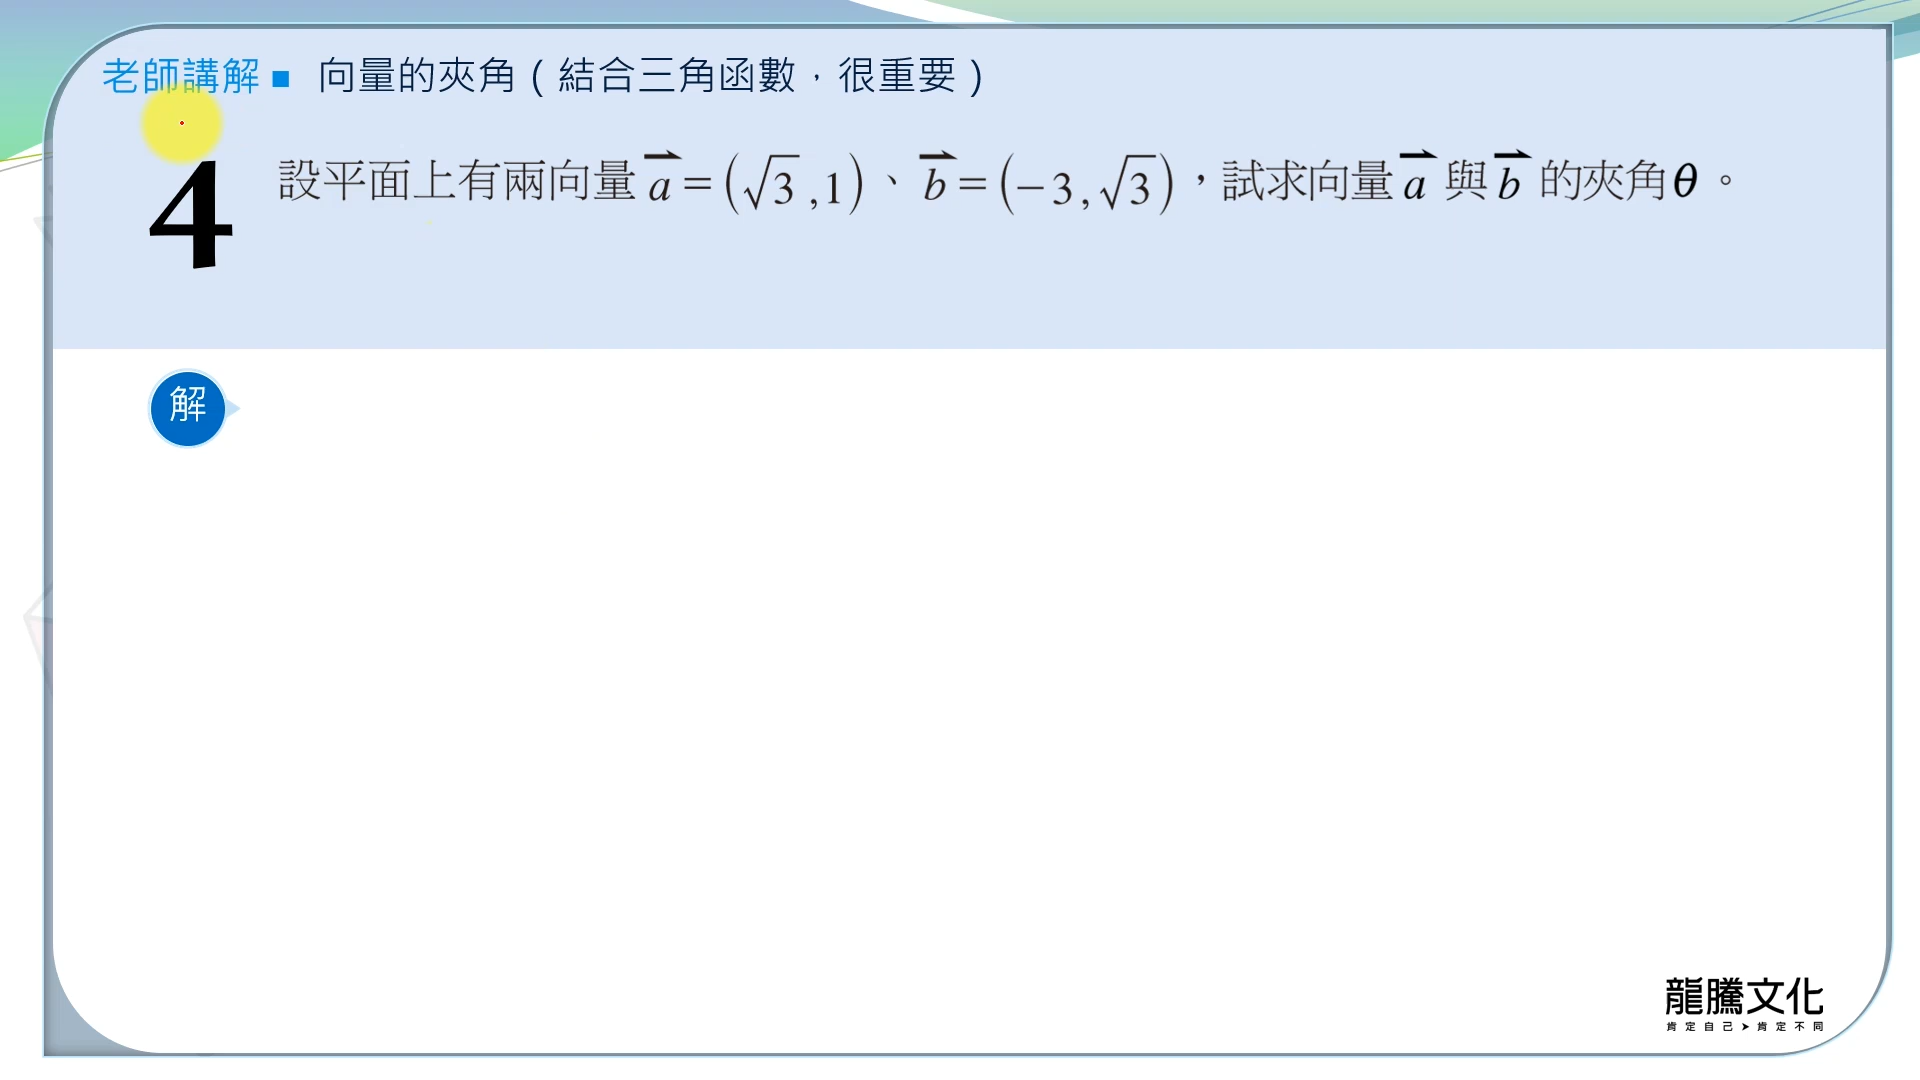 老師講解 ■ 向量的夾角(結合三角函數,很重要)
4 設平面上有兩向量 a⇀ = (√3 ,1)、b⇀ = (−3,√3),試求向量 a⇀ 與 b⇀ 的夾角θ。
解
龍騰文化
肯定自己➤肯定不同